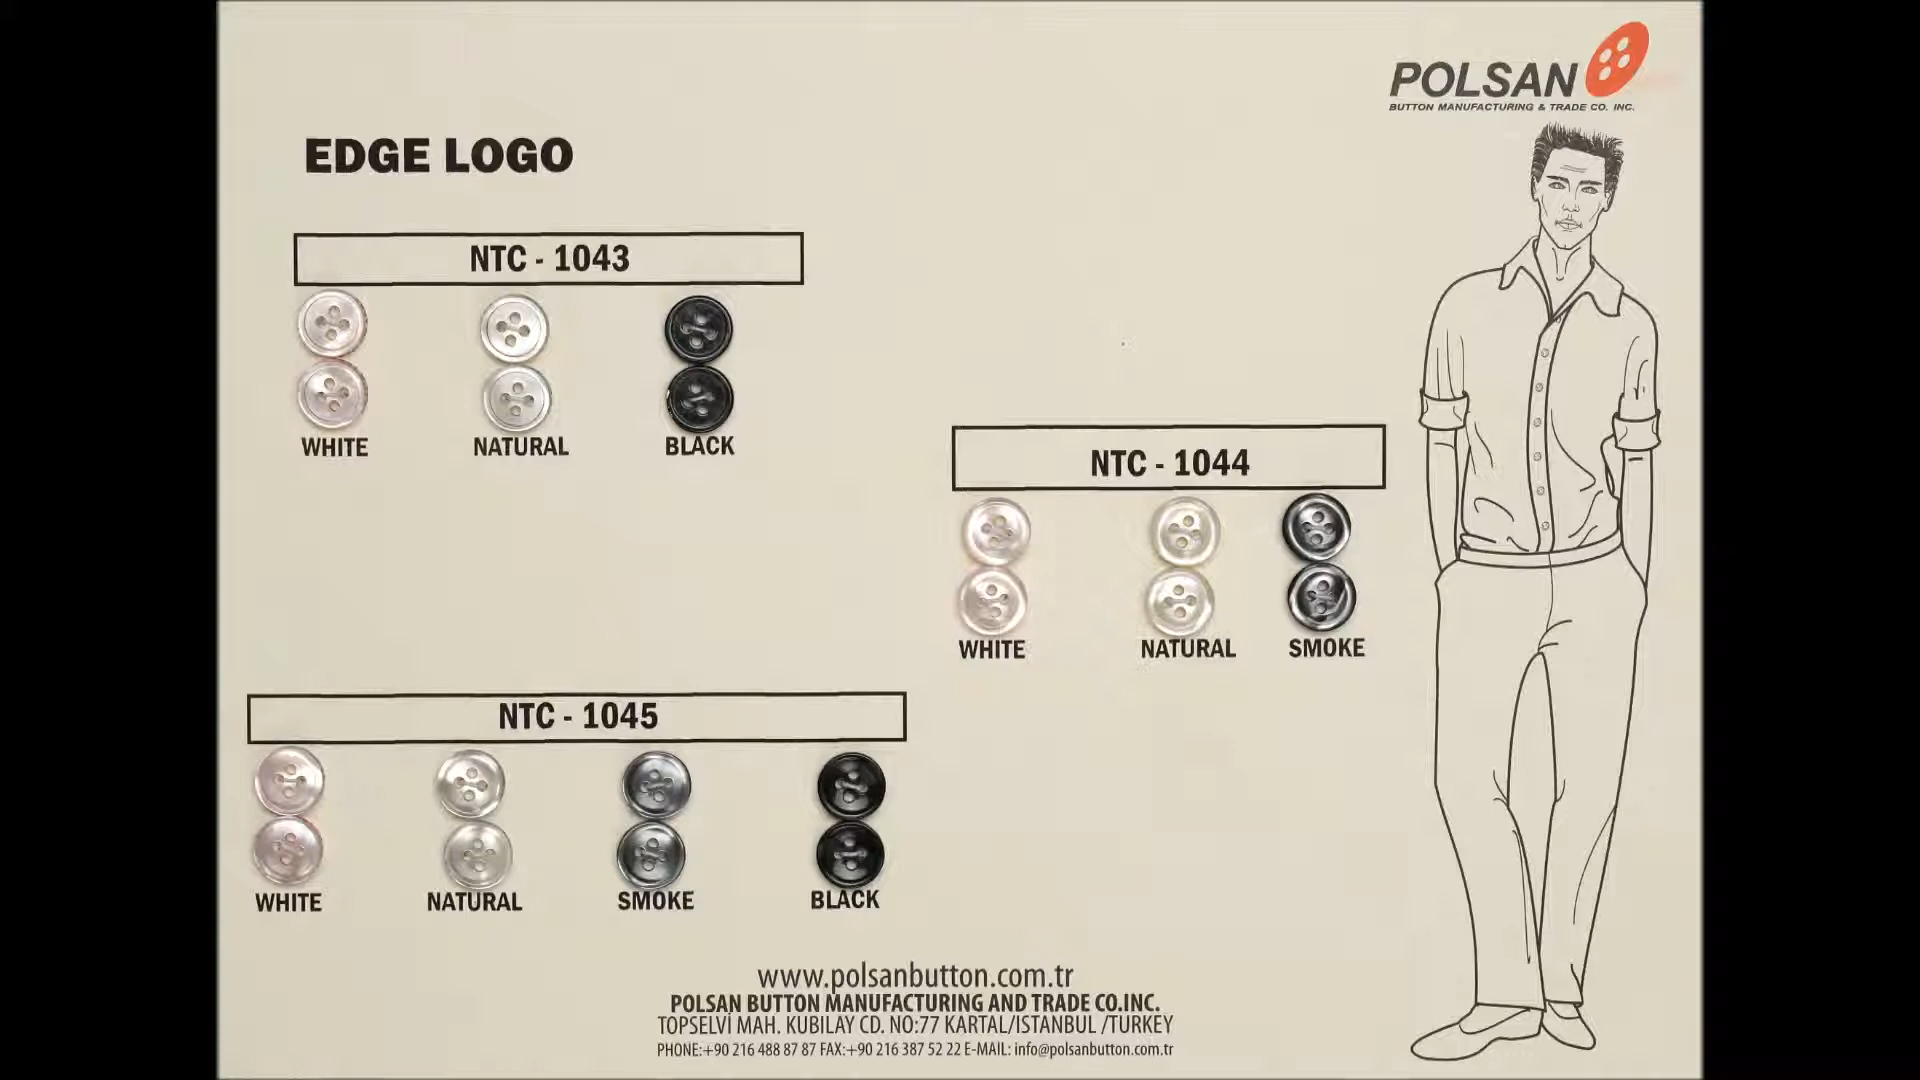 POLSAN
BUTTON MANUFACTURING & TRADE CO. INC.
EDGE LOGO
NTC - 1043
WHITE NATURAL BLACK
NTC - 1044
WHITE NATURAL SMOKE
NTC - 1045
WHITE NATURAL SMOKE BLACK
www.polsanbutton.com.tr
POLSAN BUTTON MANUFACTURING AND TRADE CO.INC.
TOPSELVİ MAH. KUBILAY CD. NO:77 KARTAL/ISTANBUL /TURKEY
PHONE:+90 216 488 87 87 FAX:+90 216 387 52 22 E-MAIL: info@polsanbutton.com.tr